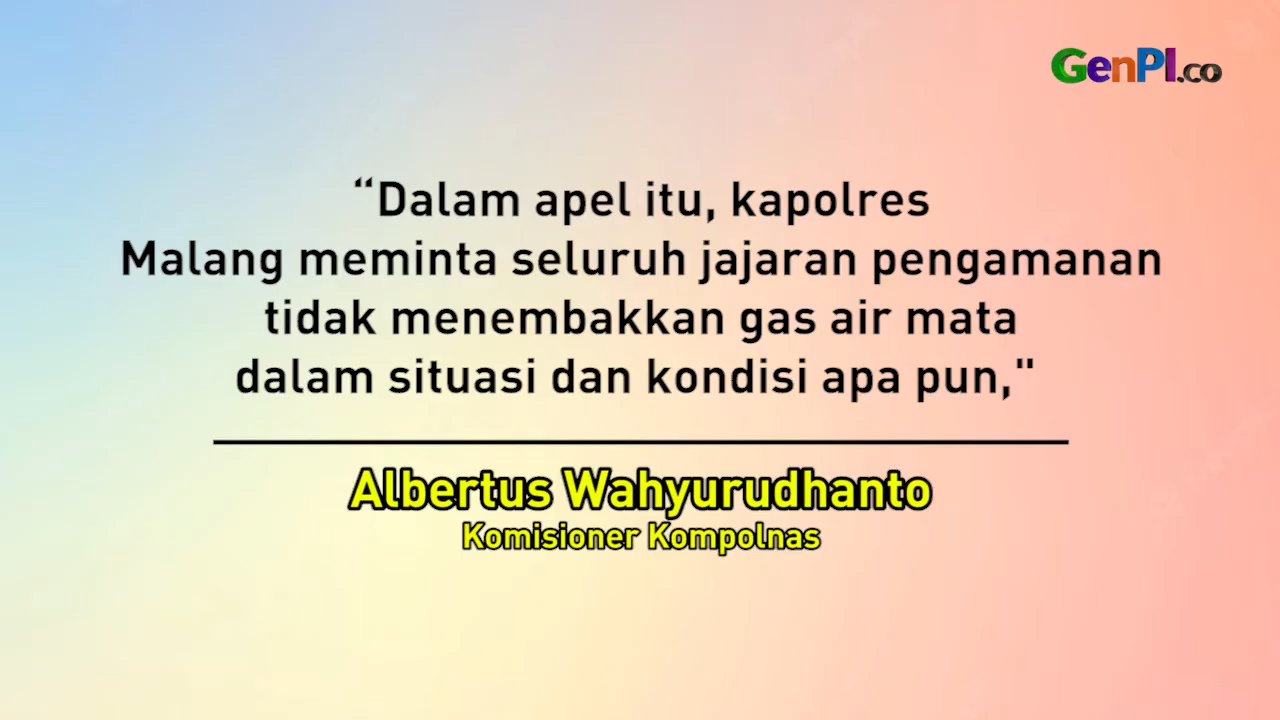 GenPI.co
“Dalam apel itu, kapolres
Malang meminta seluruh jajaran pengamanan
tidak menembakkan gas air mata
dalam situasi dan kondisi apa pun,"
Albertus Wahyurudhanto
Komisioner Kompolnas